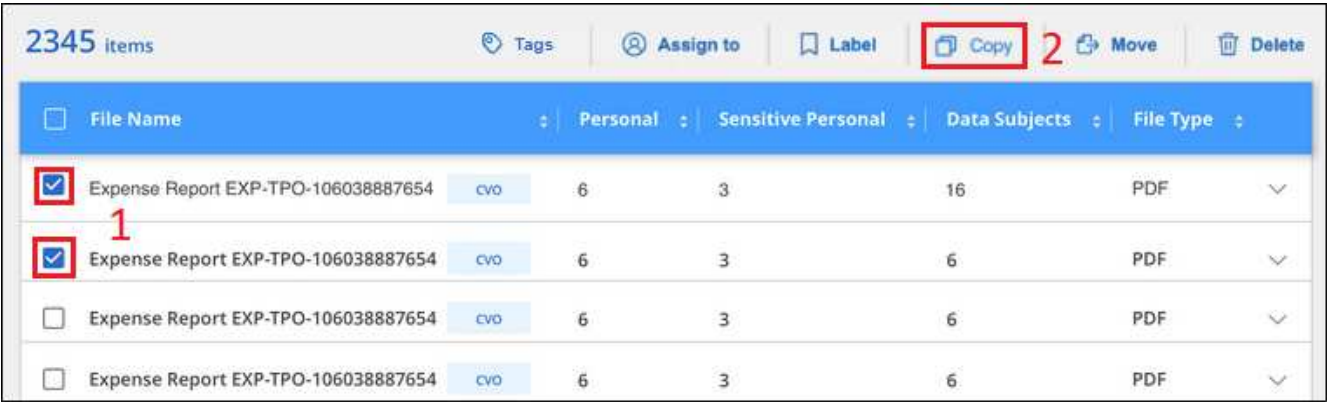 2345 items Tags Assign to Label Copy 2 Move Delete
File Name Personal Sensitive Personal Data Subjects File Type
Expense Report EXP-TPO-106038887654 CVO 6 3 16 PDF
1
Expense Report EXP-TPO-106038887654 CVO 6 3 6 PDF
Expense Report EXP-TPO-106038887654 CVO 6 3 6 PDF
Expense Report EXP-TPO-106038887654 CVO 6 3 6 PDF